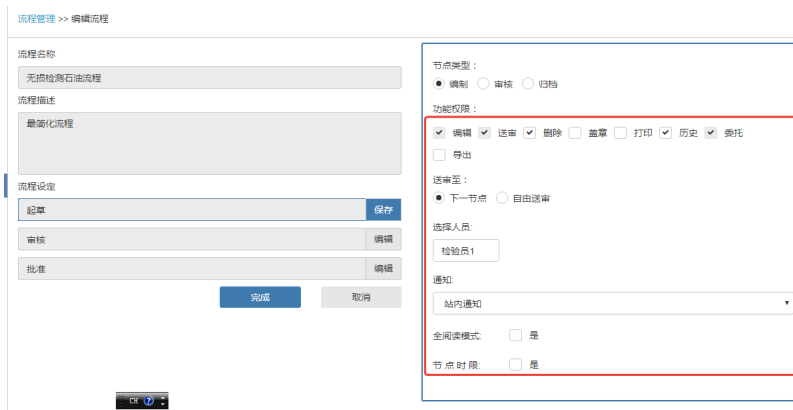 流程管理 >> 编辑流程
流程名称
无损检测石油流程
流程描述
最简化流程
流程设定
起草 保存
审核 编辑
批准 编辑
完成 取消
节点类型：
编制 审核 归档
功能权限：
编辑 送审 删除 盖章 打印 历史 委托
导出
送审至：
下一节点 自由送审
选择人员:
检验员1
通知:
站内通知
全阅读模式: 是
节点时限: 是
CH